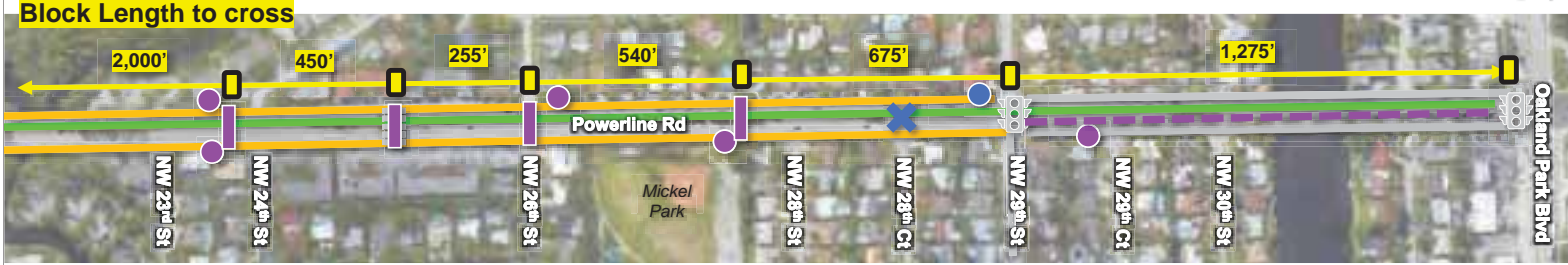 Block Length to cross
2,000'
450'
255'
540'
675'
1,275'
Powerline Rd
NW 23rd St
NW 24th St
NW 26th St
Mickel
Park
NW 28th St
NW 28th Ct
NW 29th St
NW 29th Ct
NW 30th St
Oakland Park Blvd